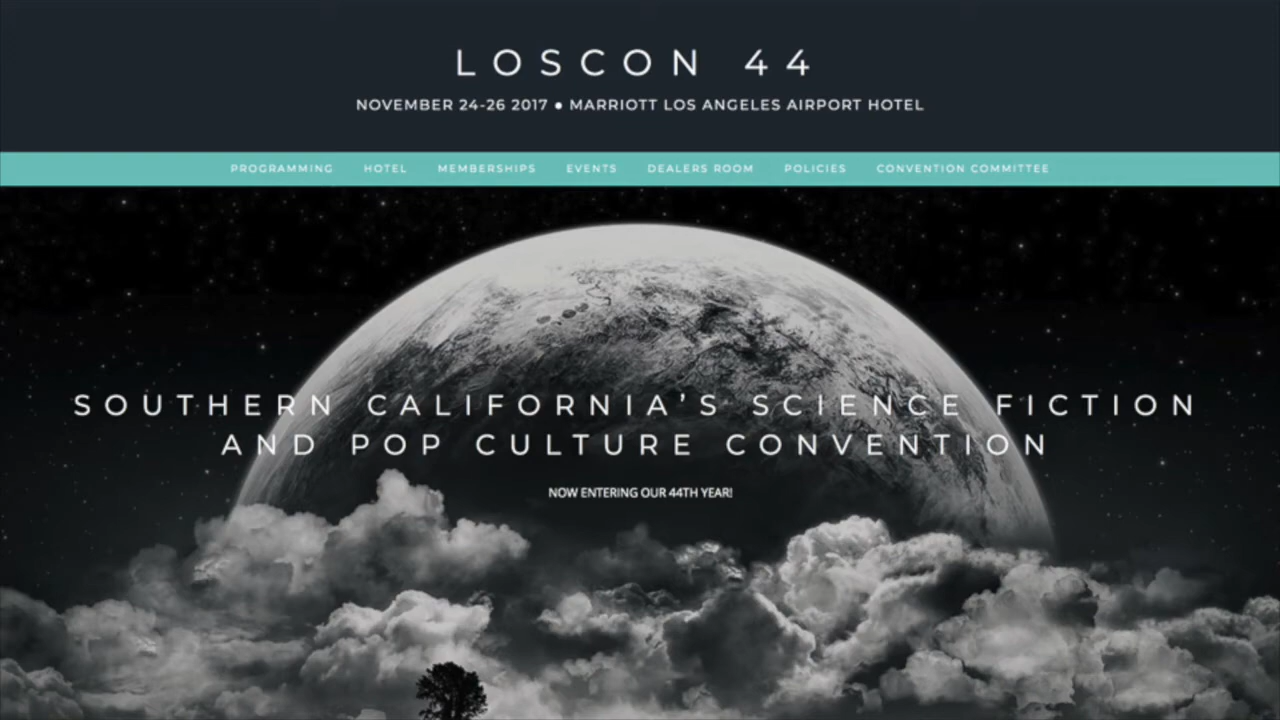 LOSCON 44
NOVEMBER 24-26 2017 ● MARRIOTT LOS ANGELES AIRPORT HOTEL
PROGRAMMING HOTEL MEMBERSHIPS EVENTS DEALERS ROOM POLICIES CONVENTION COMMITTEE
SOUTHERN CALIFORNIA'S SCIENCE FICTION
AND POP CULTURE CONVENTION
NOW ENTERING OUR 44TH YEAR!